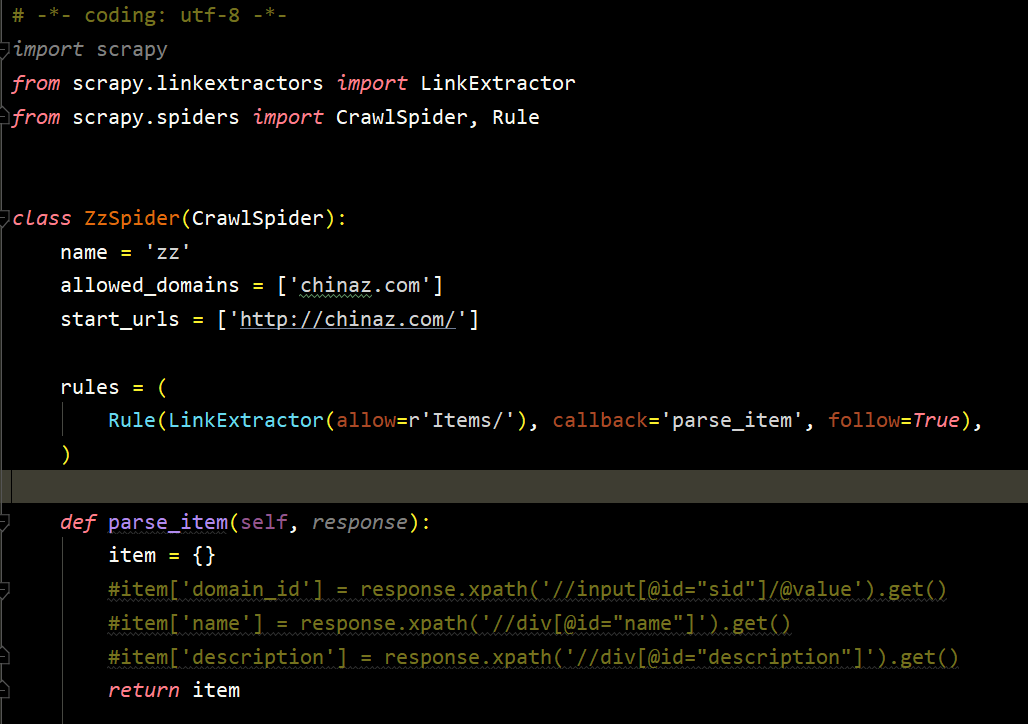 # -*- coding: utf-8 -*-
import scrapy
from scrapy.linkextractors import LinkExtractor
from scrapy.spiders import CrawlSpider, Rule
class ZzSpider(CrawlSpider):
    name = 'zz'
    allowed_domains = ['chinaz.com']
    start_urls = ['http://chinaz.com/']
    rules = (
        Rule(LinkExtractor(allow=r'Items/'), callback='parse_item', follow=True),
    )
    def parse_item(self, response):
        item = {}
        #item['domain_id'] = response.xpath('//input[@id="sid"]/@value').get()
        #item['name'] = response.xpath('//div[@id="name"]').get()
        #item['description'] = response.xpath('//div[@id="description"]').get()
        return item